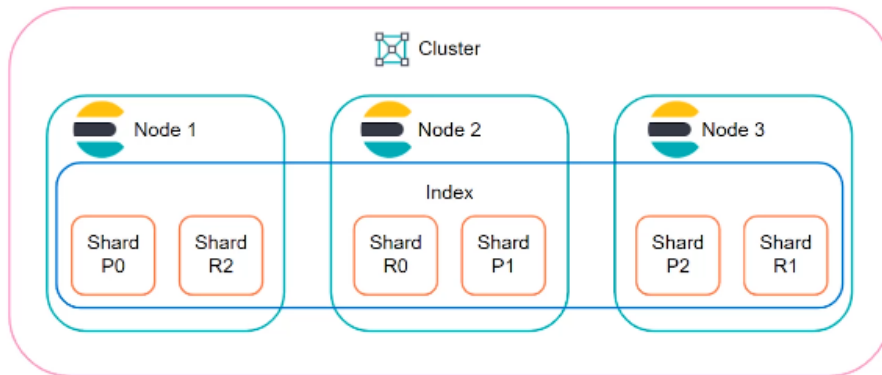 Cluster
Node 1
Node 2
Node 3
Index
Shard
P0
Shard
R2
Shard
R0
Shard
P1
Shard
P2
Shard
R1